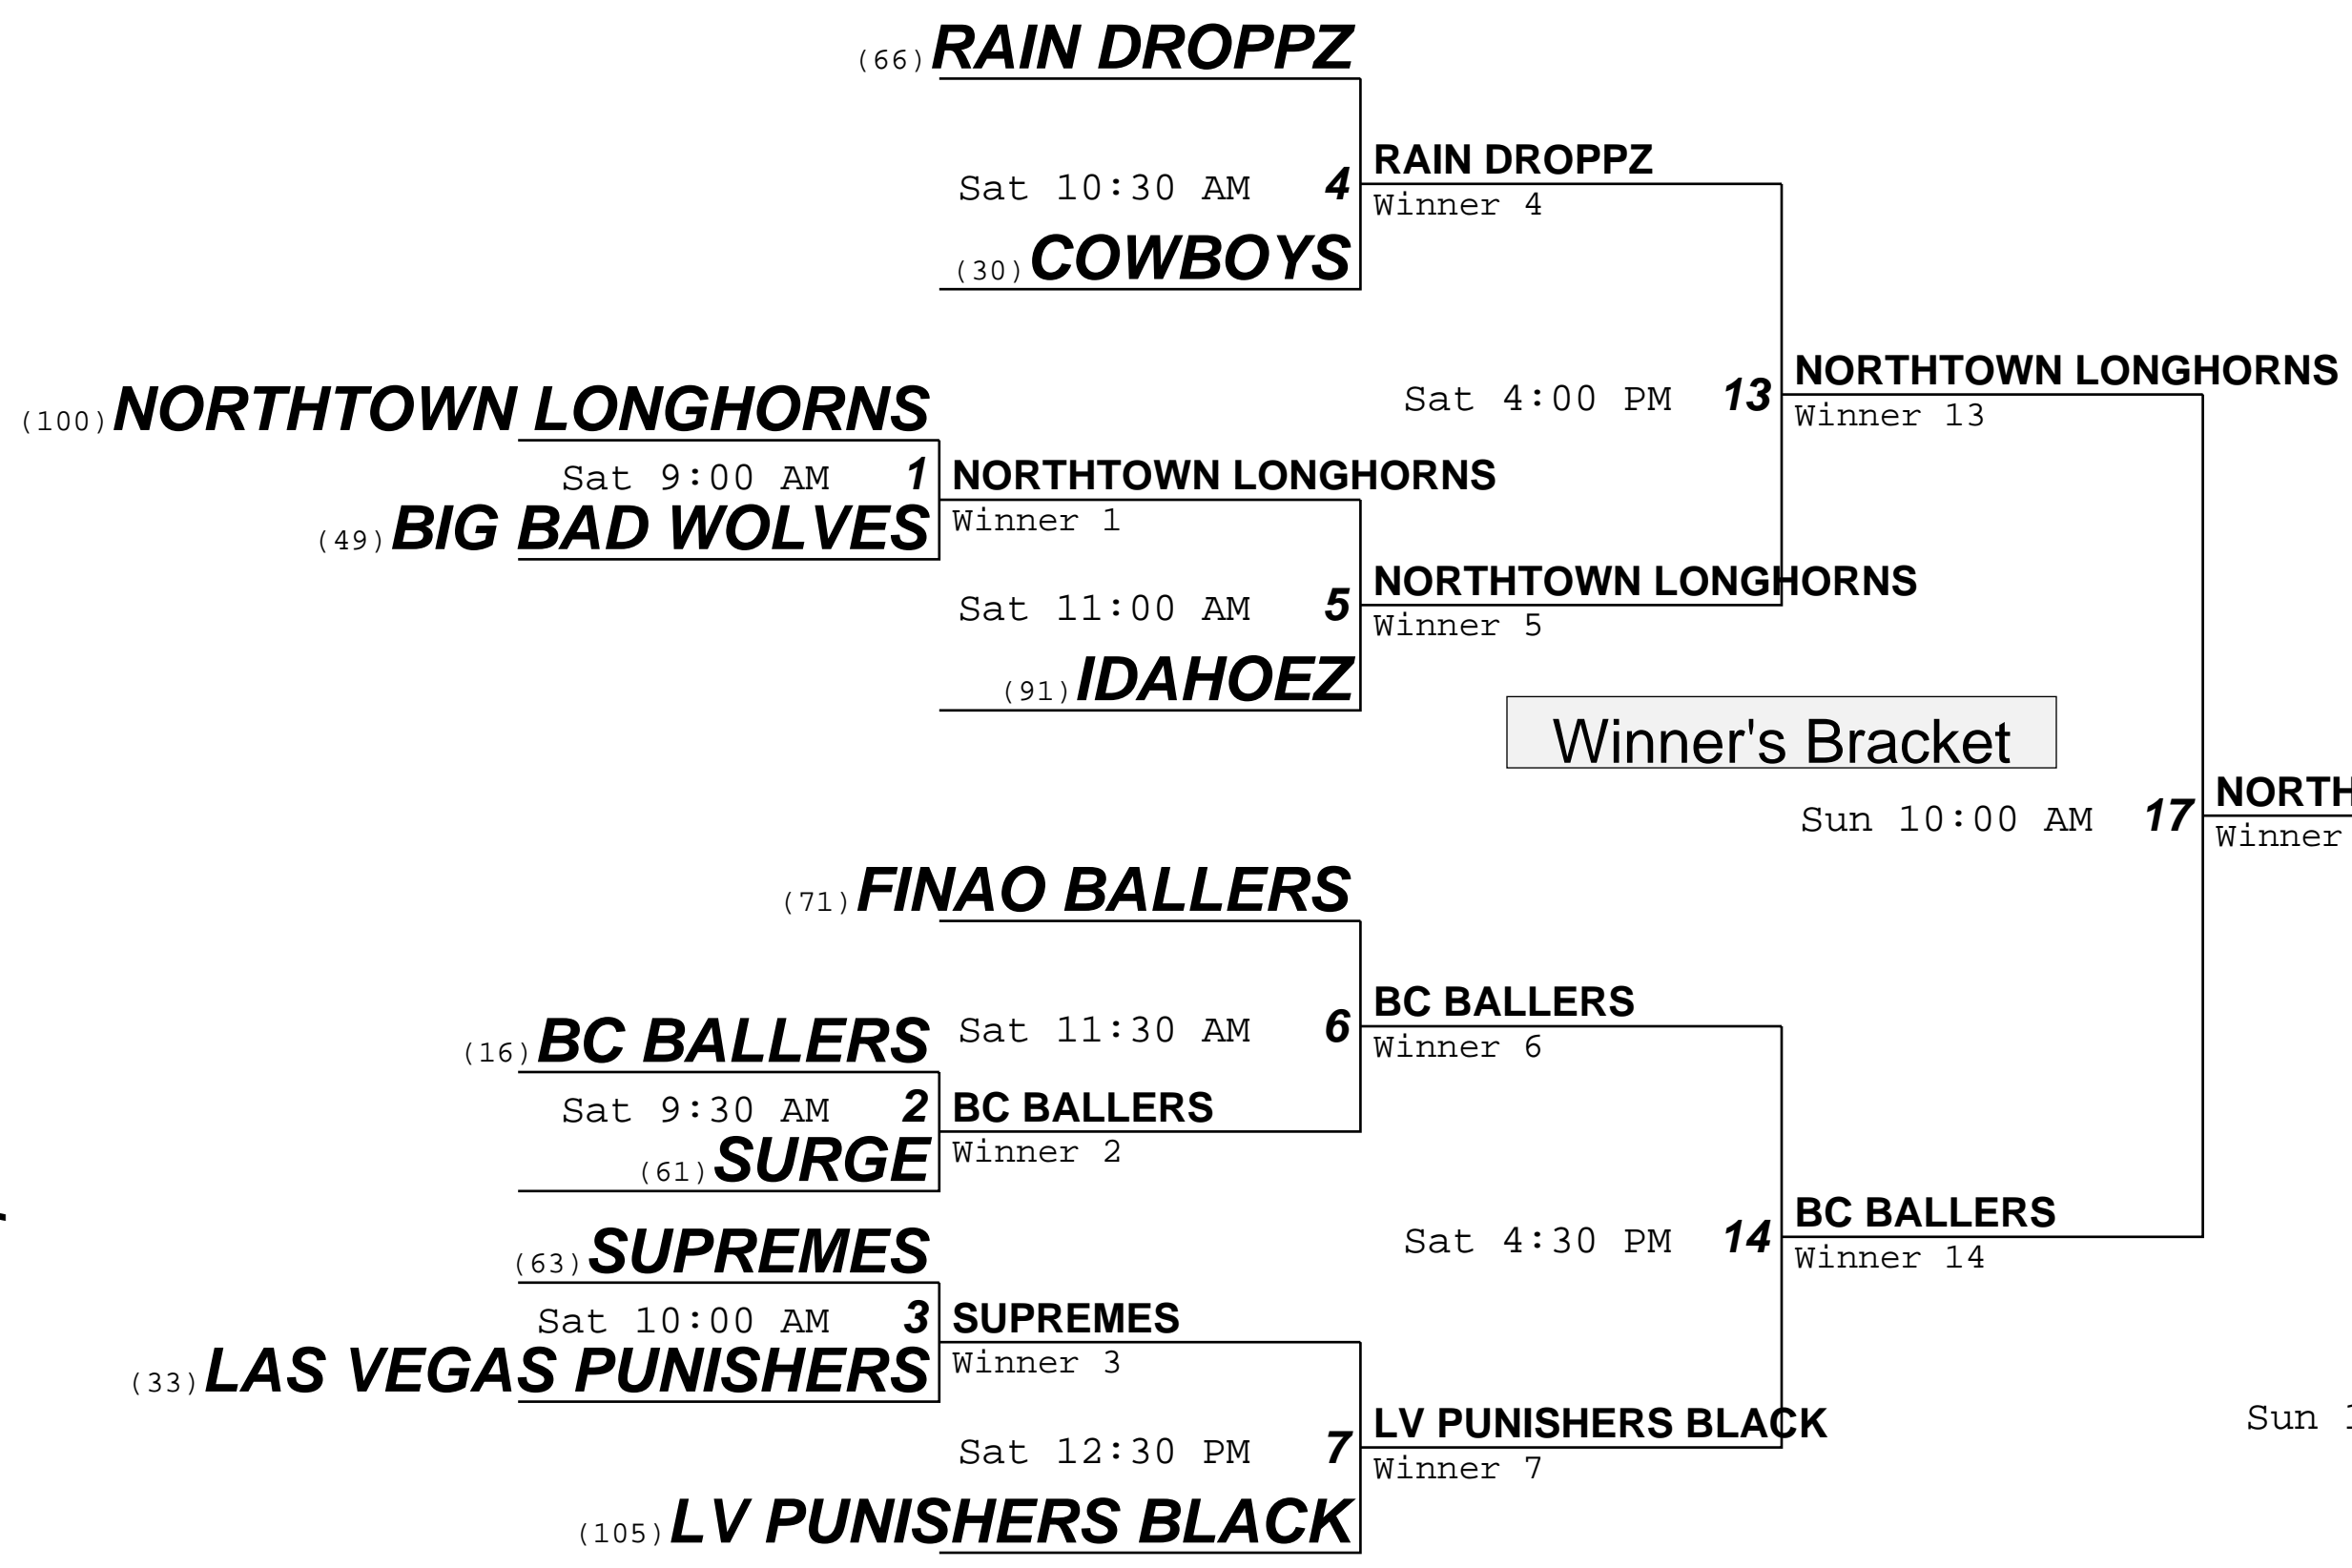 (66) RAIN DROPPZ
RAIN DROPPZ
Sat 10:30 AM 4
Winner 4
(30) COWBOYS
NORTHTOWN LONGHORNS
Sat 4:00 PM 13
Winner 13
(100) NORTHTOWN LONGHORNS
Sat 9:00 AM 1
NORTHTOWN LONGHORNS
Winner 1
(49) BIG BAD WOLVES
NORTHTOWN LONGHORNS
Sat 11:00 AM 5
Winner 5
(91) IDAHOEZ
Winner's Bracket
NORTH
Sun 10:00 AM 17
Winner
(71) FINAO BALLERS
BC BALLERS
Sat 11:30 AM 6
Winner 6
(16) BC BALLERS
Sat 9:30 AM 2
BC BALLERS
Winner 2
(61) SURGE
BC BALLERS
Sat 4:30 PM 14
Winner 14
(63) SUPREMES
Sat 10:00 AM 3
SUPREMES
Winner 3
(33) LAS VEGAS PUNISHERS
LV PUNISHERS BLACK
Sun
Sat 12:30 PM 7
Winner 7
(105) LV PUNISHERS BLACK